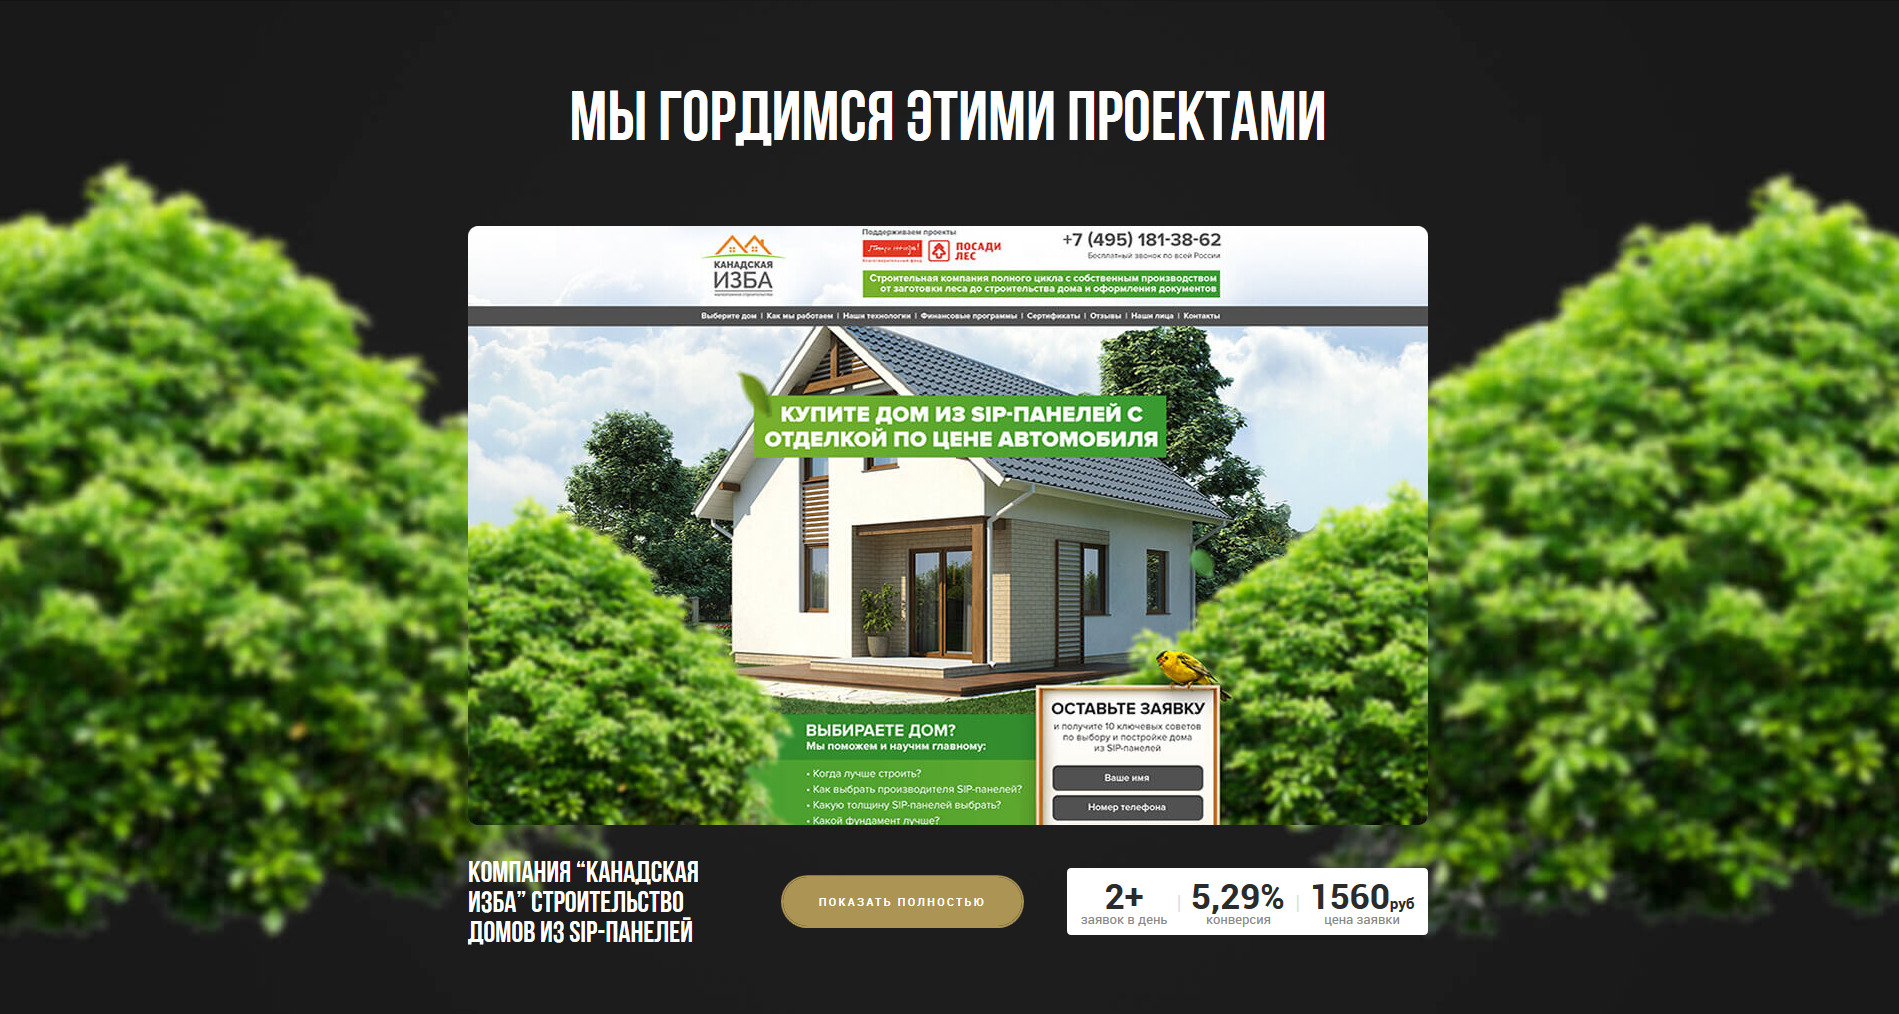 МЫ ГОРДИМСЯ ЭТИМИ ПРОЕКТАМИ
КАНАДСКАЯ
ИЗБА
Поддерживаем проекты
ПОСАДИ
ЛЕС
+7 (495) 181-38-62
Бесплатный звонок по всей России
Строительная компания полного цикла с собственным производством
от заготовки леса до строительства дома и оформления документов
Выберите дом | Как мы работаем | Наши технологии | Финансовые программы | Сертификаты | Отзывы | Наши лица | Контакты
КУПИТЕ ДОМ ИЗ SIP-ПАНЕЛЕЙ С
ОТДЕЛКОЙ ПО ЦЕНЕ АВТОМОБИЛЯ
ВЫБИРАЕТЕ ДОМ?
Мы поможем и научим главному:
• Когда лучше строить?
• Как выбрать производителя SIP-панелей?
• Какую толщину SIP-панелей выбрать?
• Какой фундамент лучше?
ОСТАВЬТЕ ЗАЯВКУ
и получите 10 ключевых советов
по выбору и постройке дома
из SIP-панелей
Ваше имя
Номер телефона
КОМПАНИЯ “КАНАДСКАЯ
ИЗБА” СТРОИТЕЛЬСТВО
ДОМОВ ИЗ SIP-ПАНЕЛЕЙ
ПОКАЗАТЬ ПОЛНОСТЬЮ
2+
заявок в день
5,29%
конверсия
1560руб
цена заявки